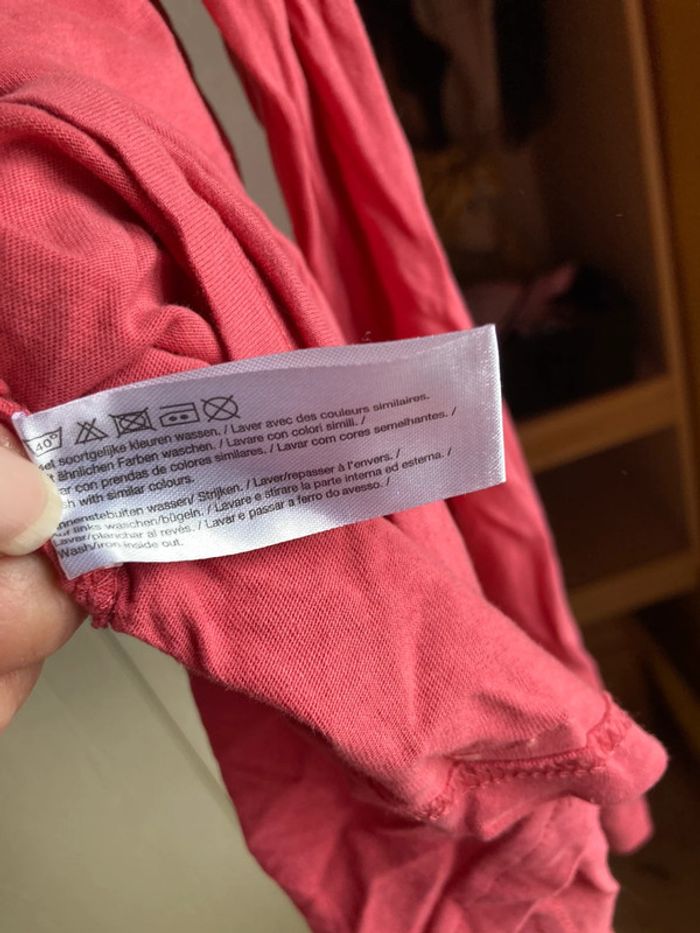 40°
soortgelijke kleuren wassen. / Laver avec des couleurs similaires.
ähnlichen Farben waschen. / Lavare con colori simili. /
con prendas de colores similares. / Lavar com cores semelhantes. /
with similar colours.
Binnenstebuiten wassen/ Strijken. / Laver/repasser à l'envers. /
Auf links waschen/bügeln. / Lavare e stirare la parte interna ed esterna. /
Lavar/planchar al revés. / Lavar e passar a ferro do avesso. /
Wash/iron inside out.